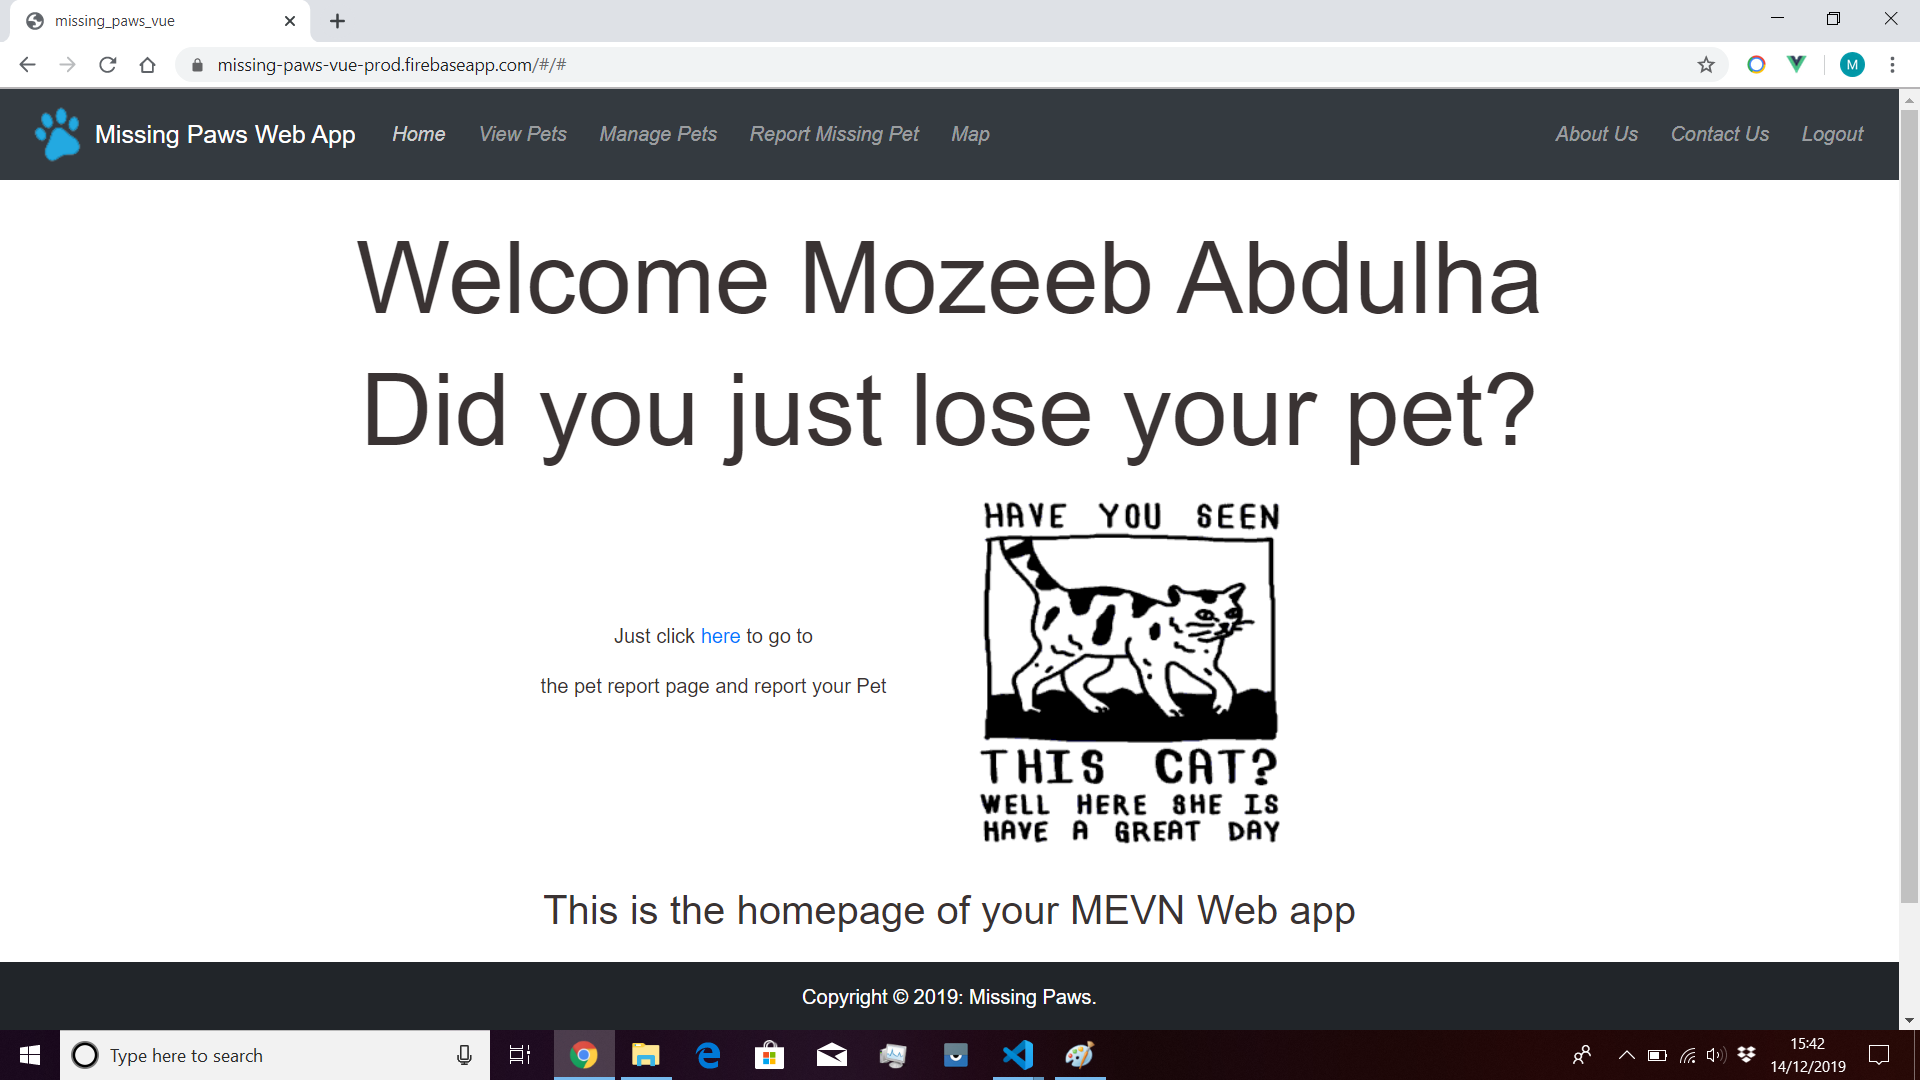 missing_paws_vue
missing-paws-vue-prod.firebaseapp.com/#/#
M
Missing Paws Web App Home View Pets Manage Pets Report Missing Pet Map About Us Contact Us Logout
Welcome Mozeeb Abdulha
Did you just lose your pet?
Just click here to go to
the pet report page and report your Pet
HAVE YOU SEEN
THIS CAT?
WELL HERE SHE IS
HAVE A GREAT DAY
This is the homepage of your MEVN Web app
Copyright © 2019: Missing Paws.
Type here to search
15:42
14/12/2019